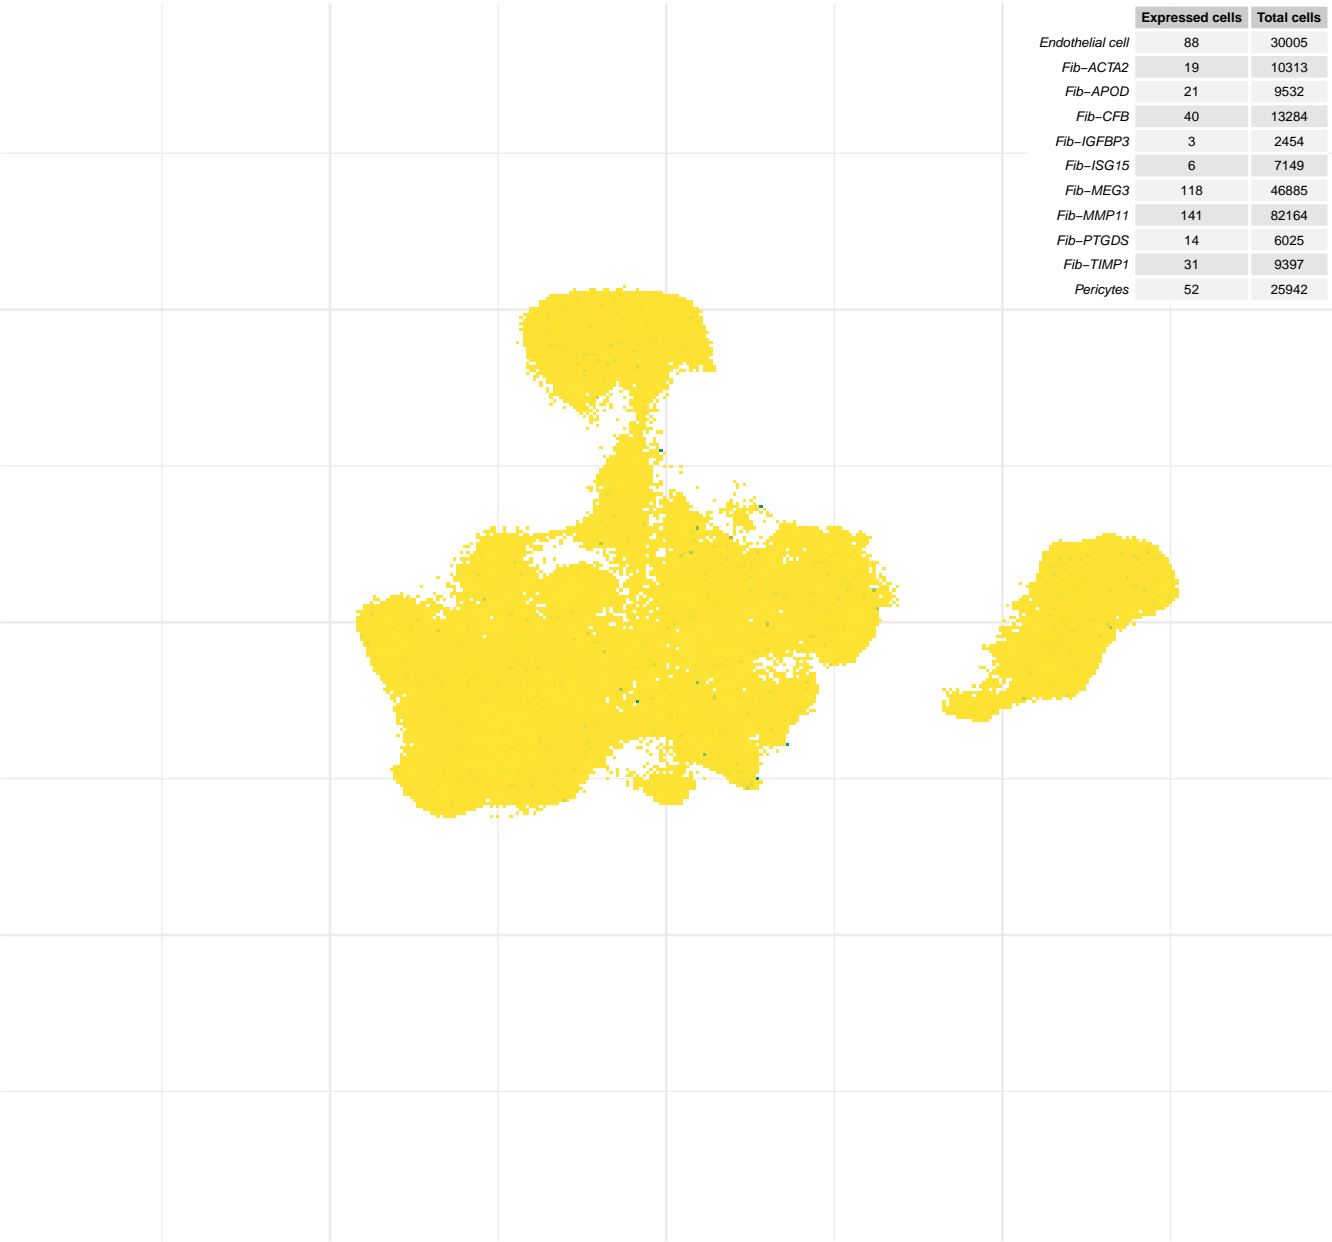 Expressed cells Total cells
Endothelial cell 88 30005
Fib−ACTA2 19 10313
Fib−APOD 21 9532
Fib−CFB 40 13284
Fib−IGFBP3 3 2454
Fib−ISG15 6 7149
Fib−MEG3 118 46885
Fib−MMP11 141 82164
Fib−PTGDS 14 6025
Fib−TIMP1 31 9397
Pericytes 52 25942